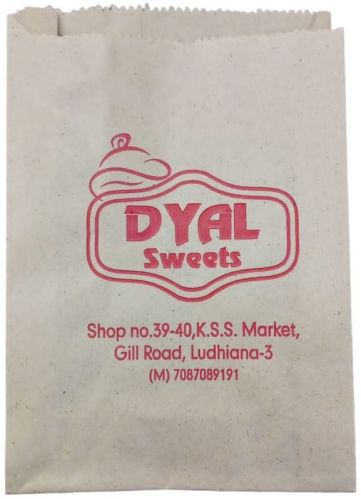 DYAL
Sweets
Shop no.39-40,K.S.S. Market,
Gill Road, Ludhiana-3
(M) 7087089191